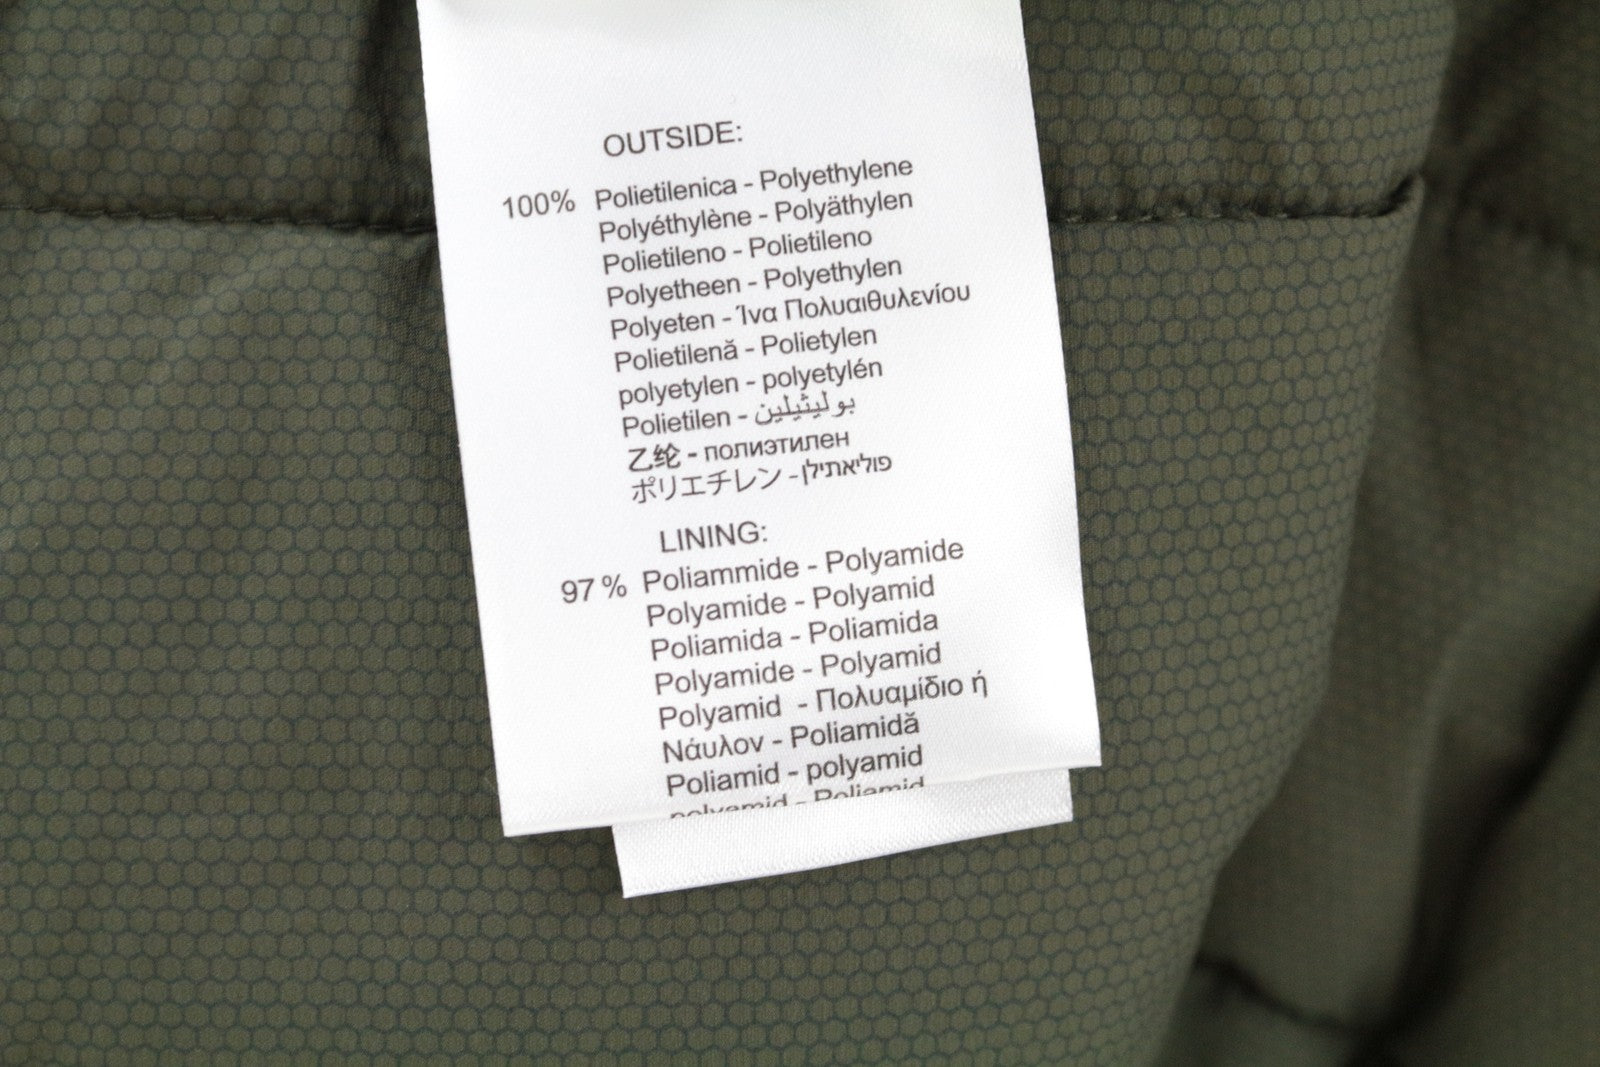 OUTSIDE:
100% Polietilenica - Polyethylene
Polyéthylène - Polyäthylen
Polietileno - Polietileno
Polyetheen - Polyethylen
Polyeten - Ίνα Πολυαιθυλενίου
Polietilenă - Polietylen
polyetylen - polyetylén
Polietilen - بوليثيلين
乙纶 - полиэтилен
ポリエチレン - פוליאתילן
LINING:
97 % Poliammide - Polyamide
Polyamide - Polyamid
Poliamida - Poliamida
Polyamide - Polyamid
Polyamid - Πολυαμίδιο ή
Νάυλον - Poliamidă
Poliamid - polyamid
polyamid - Poliamid